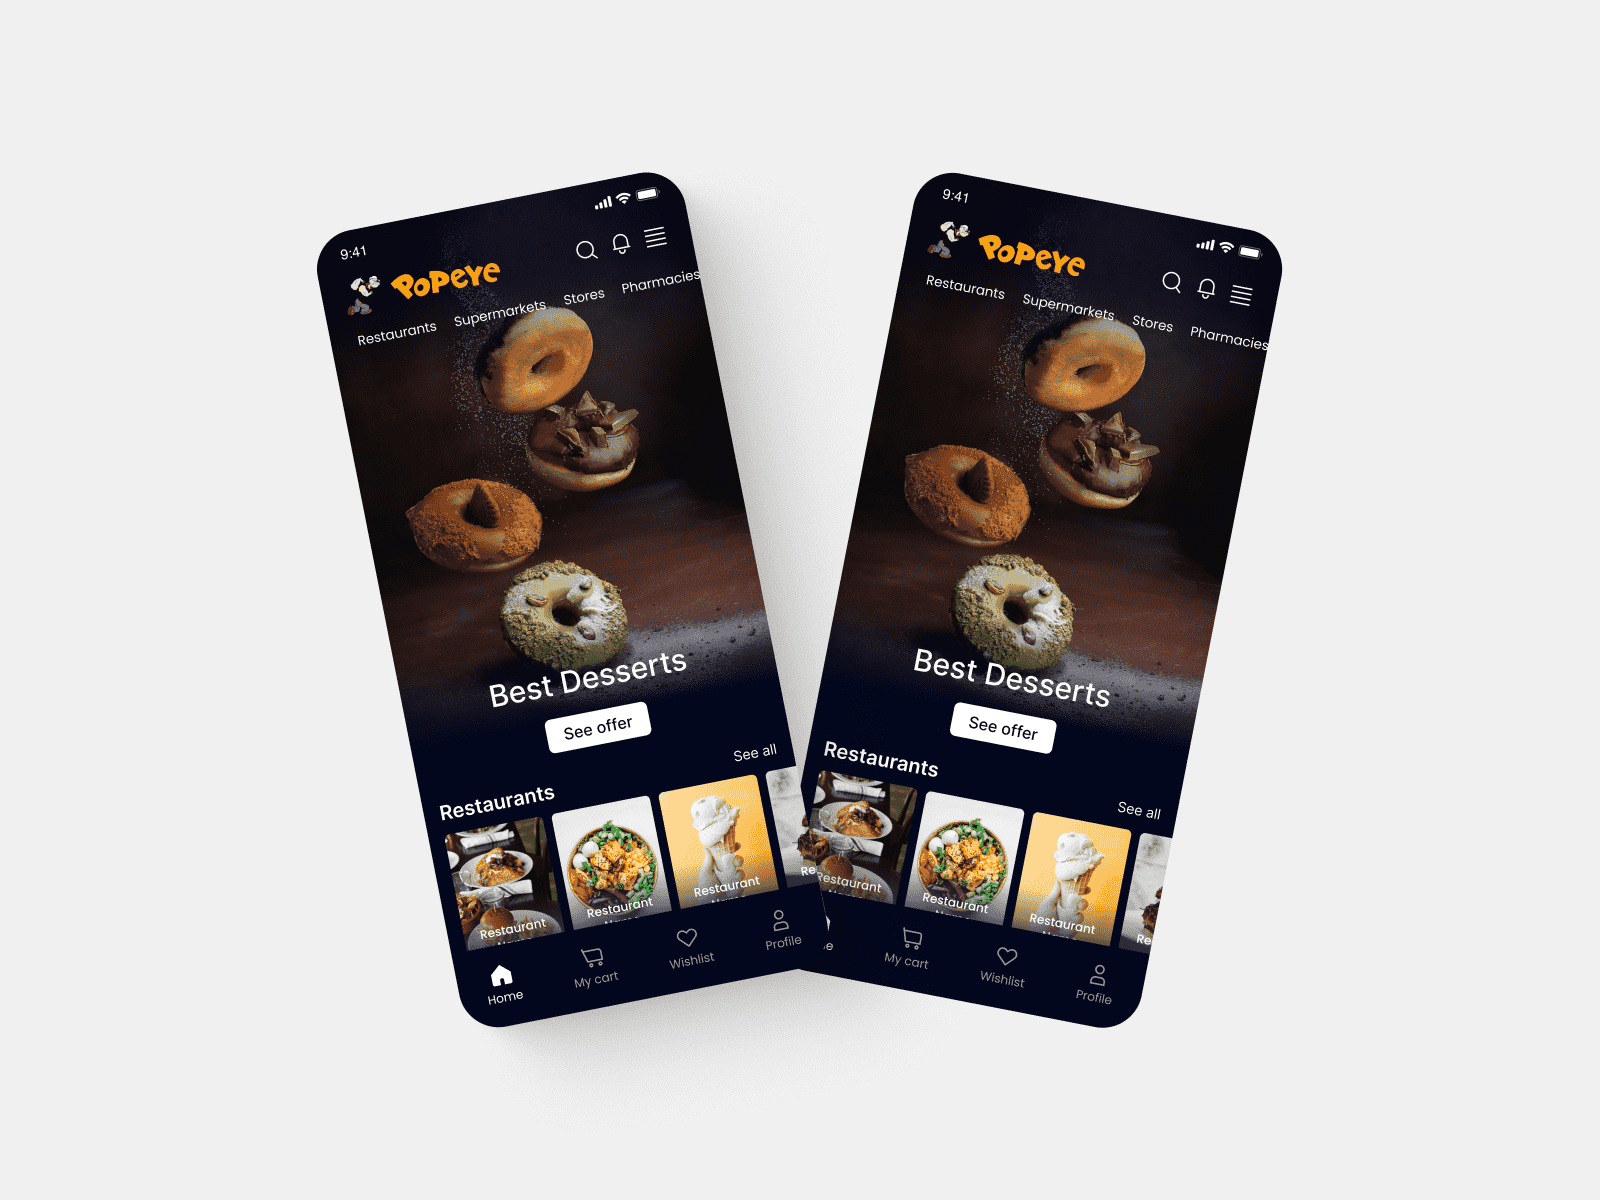 9:41
POPEYE
Restaurants Supermarkets Stores Pharmacies
Best Desserts
See offer
See all
Restaurants
Restaurant
Restaurant
Restaurant
Re
Home My cart Wishlist Profile
9:41
POPEYE
Restaurants Supermarkets Stores Pharmacies
Best Desserts
See offer
Restaurants
See all
Restaurant
Restaurant
Restaurant
Re
My cart Wishlist Profile